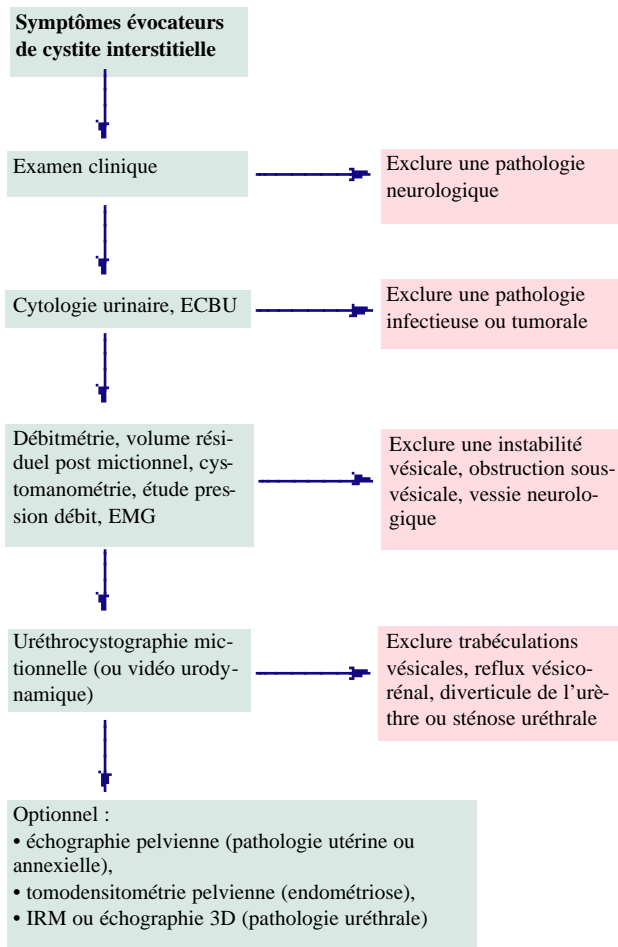 Symptômes évocateurs
de cystite interstitielle
Examen clinique
Exclure une pathologie
neurologique
Cytologie urinaire, ECBU
Exclure une pathologie
infectieuse ou tumorale
Débitmétrie, volume rési-
duel post mictionnel, cys-
tomanométrie, étude pres-
sion débit, EMG
Exclure une instabilité
vésicale, obstruction sous-
vésicale, vessie neurolo-
gique
Uréthrocystographie mic-
tionnelle (ou vidéo urody-
namique)
Exclure trabéculations
vésicales, reflux vésico-
rénal, diverticule de l’urè-
thre ou sténose uréthrale
Optionnel :
• échographie pelvienne (pathologie utérine ou
annexielle),
• tomodensitométrie pelvienne (endométriose),
• IRM ou échographie 3D (pathologie uréthrale)